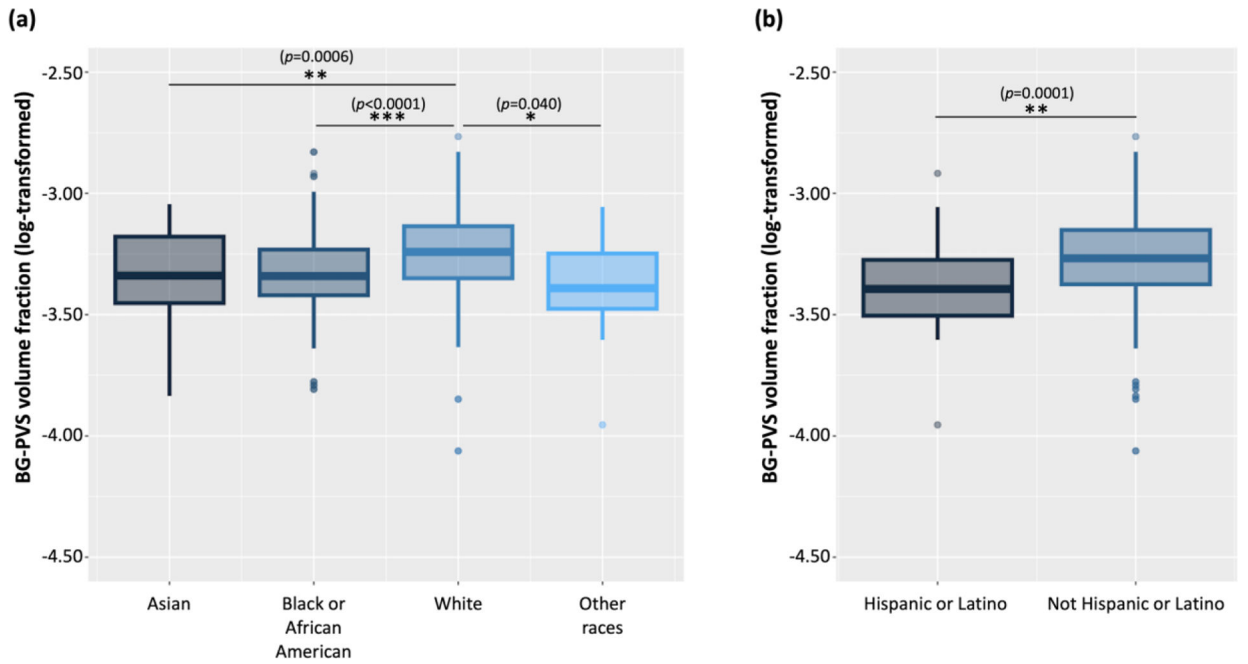 (a)
BG-PVS volume fraction (log-transformed)
-2.50
-3.00
-3.50
-4.00
-4.50
(p=0.0006)
**
(p<0.0001)
***
(p=0.040)
*
Asian
Black or
African
American
White
Other
races
(b)
BG-PVS volume fraction (log-transformed)
-2.50
-3.00
-3.50
-4.00
-4.50
(p=0.0001)
**
Hispanic or Latino
Not Hispanic or Latino